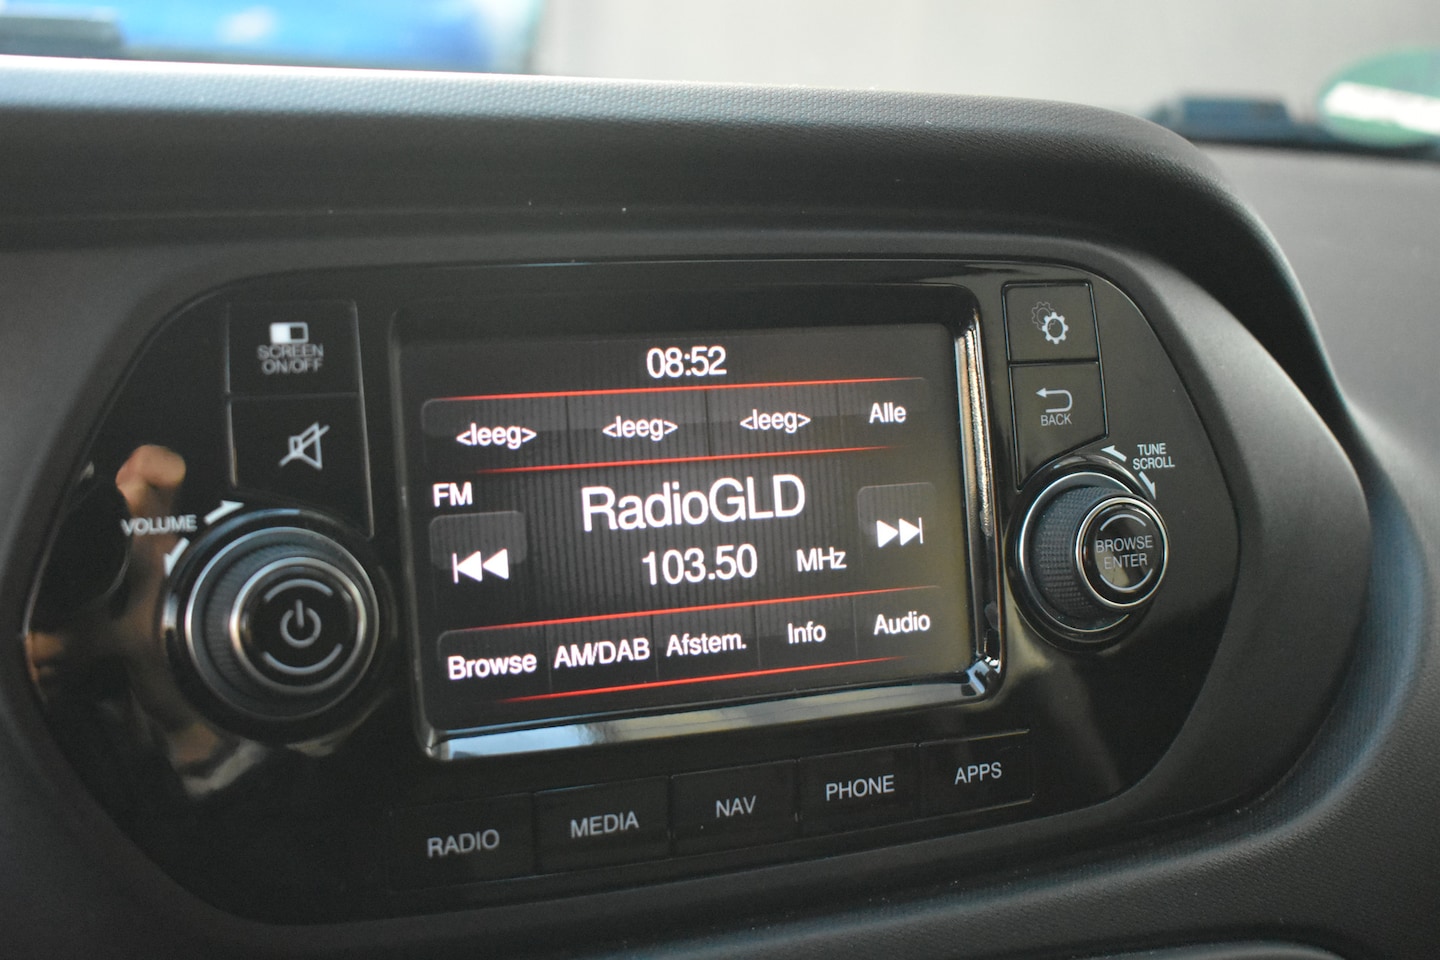 08:52
<leeg> <leeg> <leeg> Alle
FM
RadioGLD
103.50 MHz
Browse AM/DAB Afstem. Info Audio
SCREEN
ON/OFF
VOLUME
BACK
TUNE
SCROLL
BROWSE
ENTER
RADIO MEDIA NAV PHONE APPS